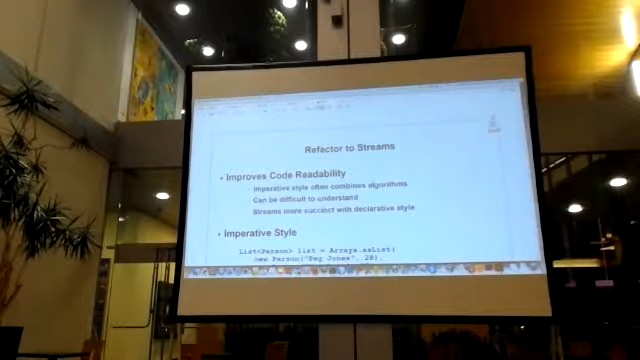 Refactor to Streams
• Improves Code Readability
Imperative style often combines algorithms
Can be difficult to understand
Streams more succinct with declarative style
• Imperative Style
List<Person> list = Arrays.asList(
new Person("Peg Jones", 28),